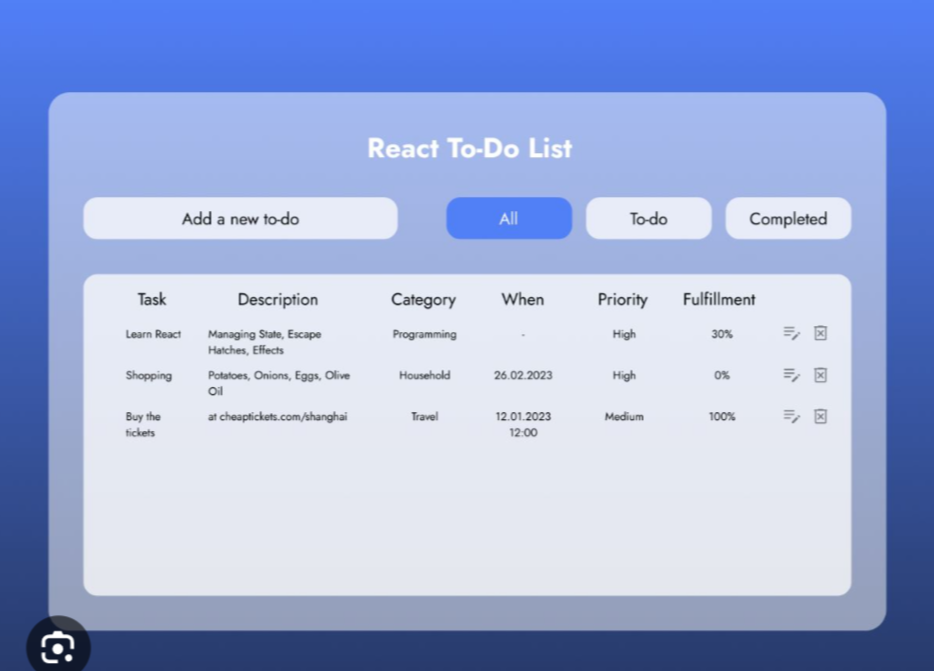 React To-Do List
Add a new to-do
All
To-do
Completed
Task Description Category When Priority Fulfillment
Learn React Managing State, Escape Programming - High 30%
Hatches, Effects
Shopping Potatoes, Onions, Eggs, Olive Household 26.02.2023 High 0%
Oil
Buy the at cheaptickets.com/shanghai Travel 12.01.2023 Medium 100%
tickets 12:00